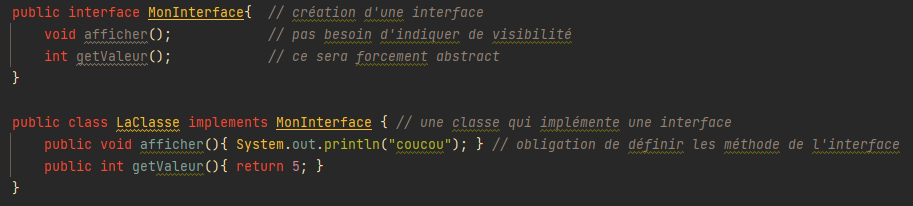 public interface MonInterface{  // création d'une interface
    void afficher();            // pas besoin d'indiquer de visibilité
    int getValeur();            // ce sera forcement abstract
}

public class LaClasse implements MonInterface { // une classe qui implémente une interface
    public void afficher(){ System.out.println("coucou"); } // obligation de définir les méthode de l'interface
    public int getValeur(){ return 5; }
}